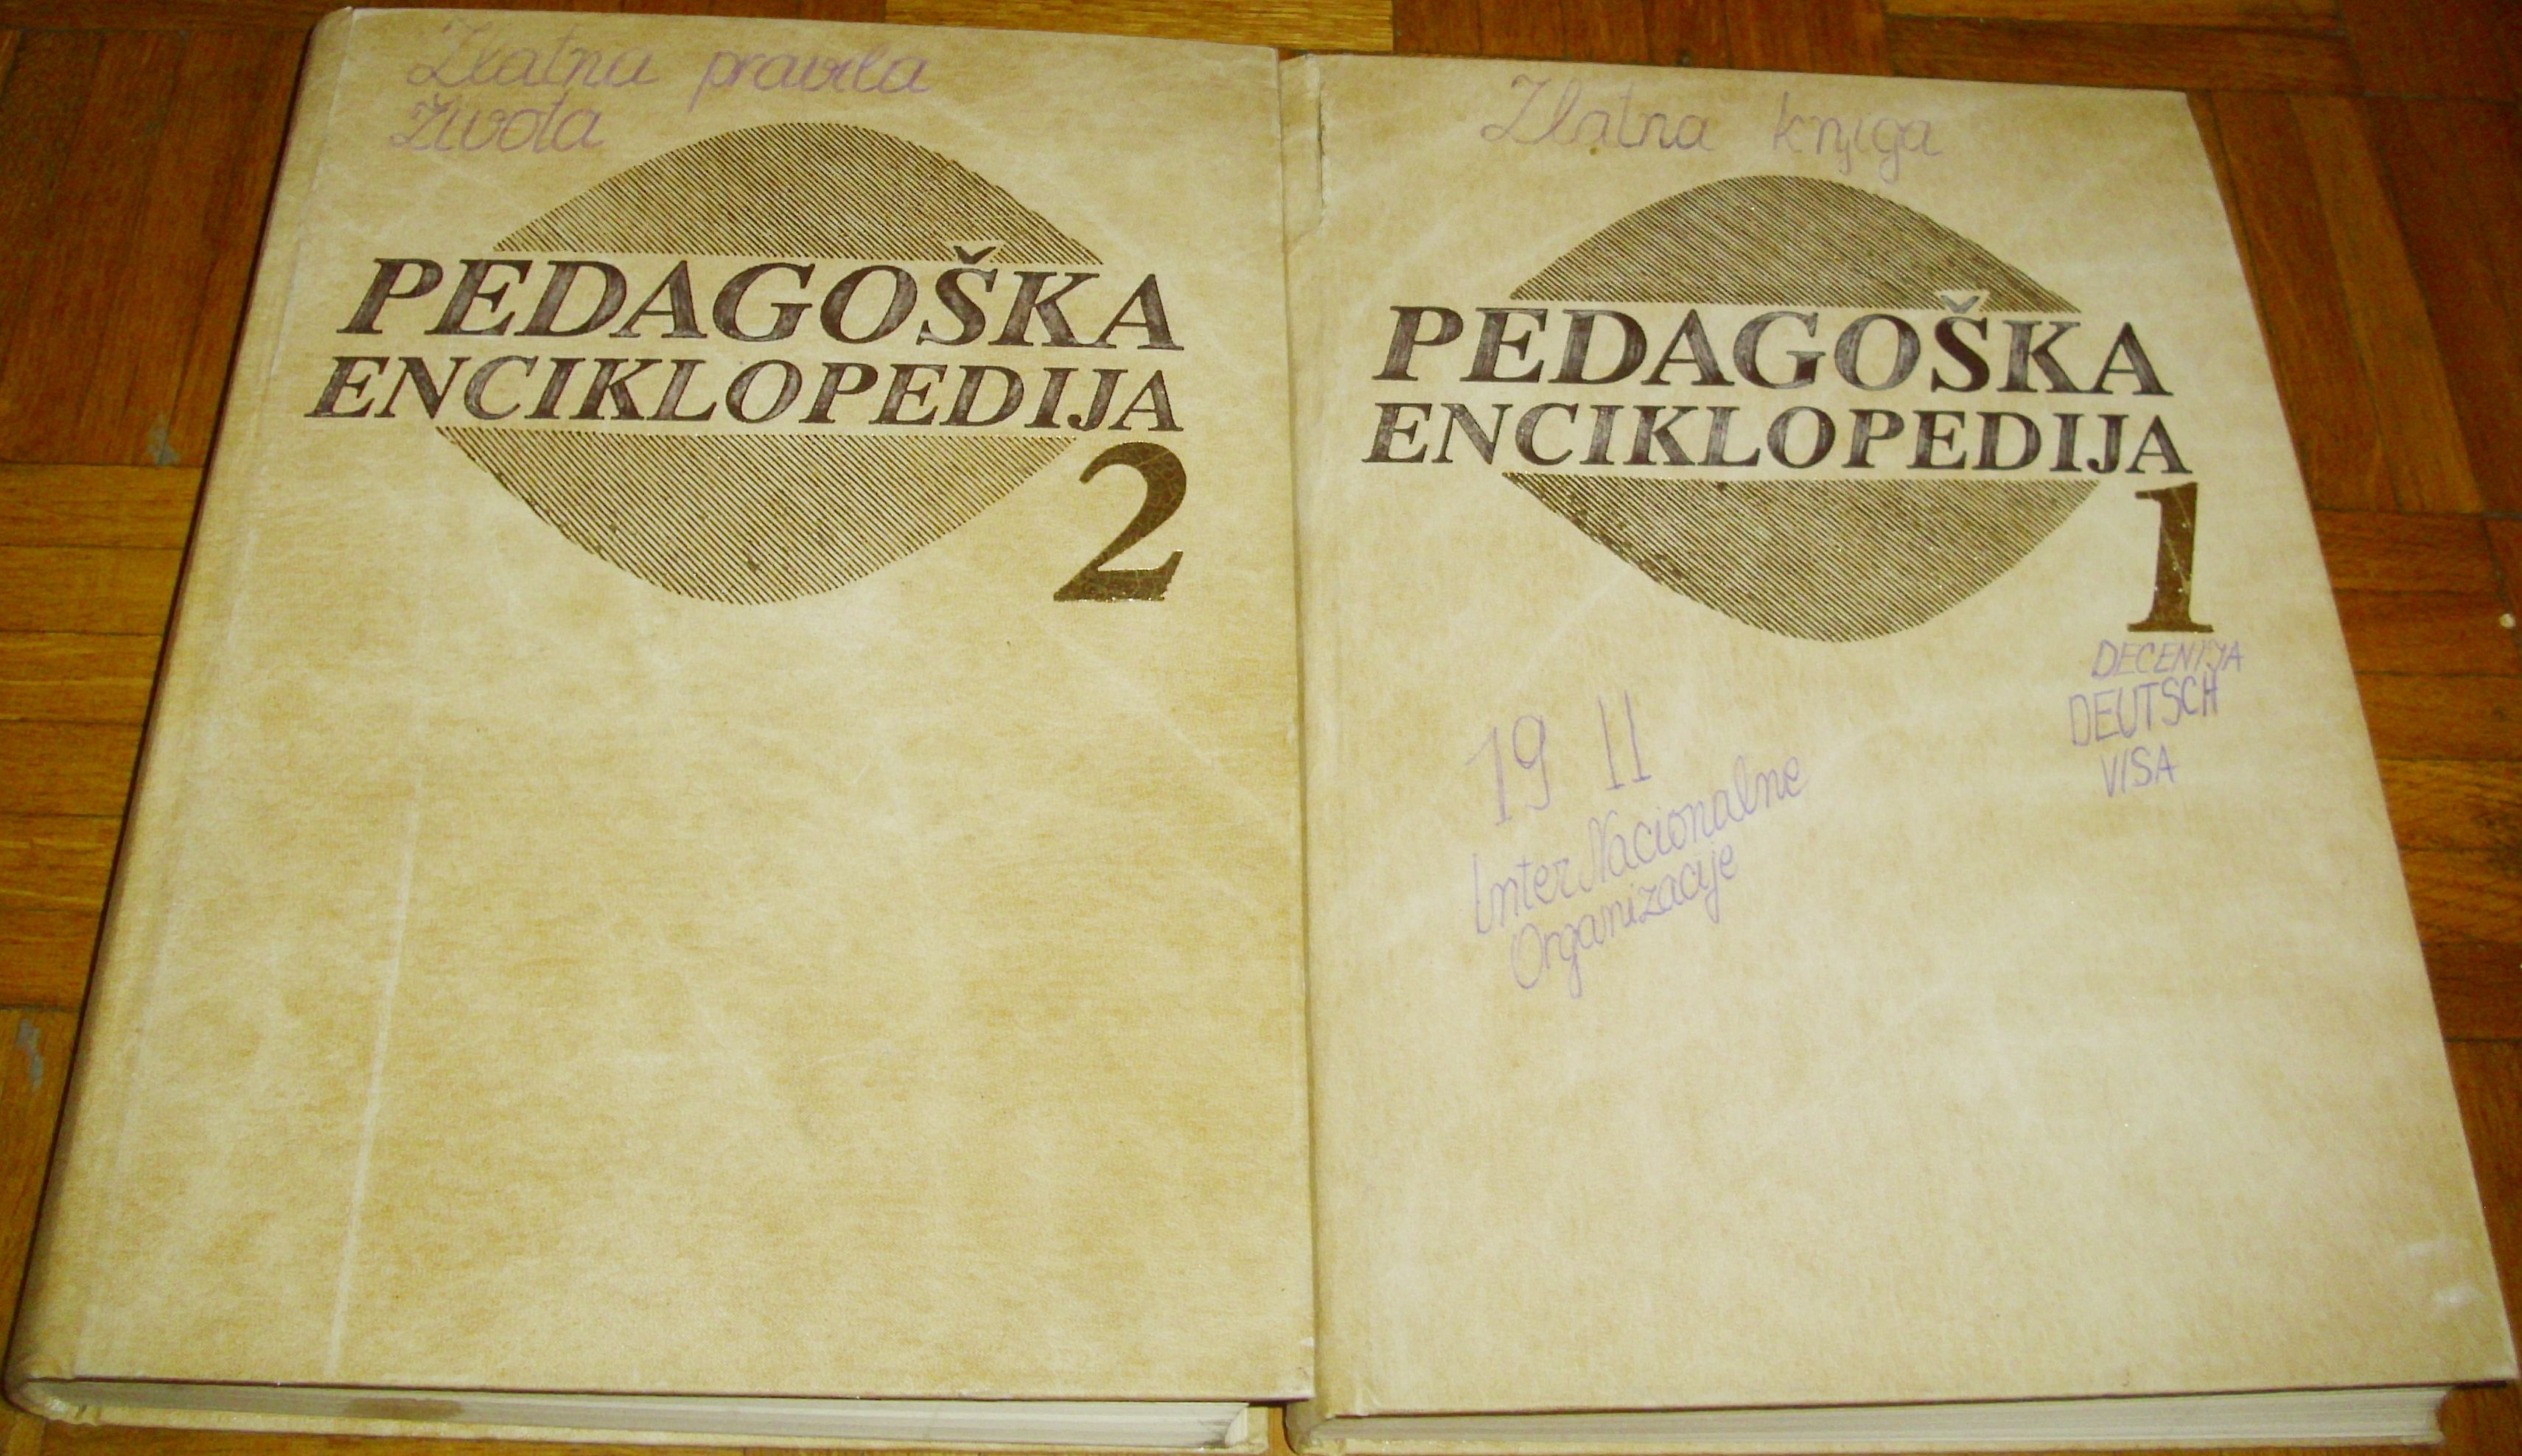 Zlatna pravila
života
PEDAGOŠKA
ENCIKLOPEDIJA
2
Zlatna knjiga
PEDAGOŠKA
ENCIKLOPEDIJA
1
DECENIJA
DEUTSCH
VISA
19 11
InterNacionalne
Organizacije